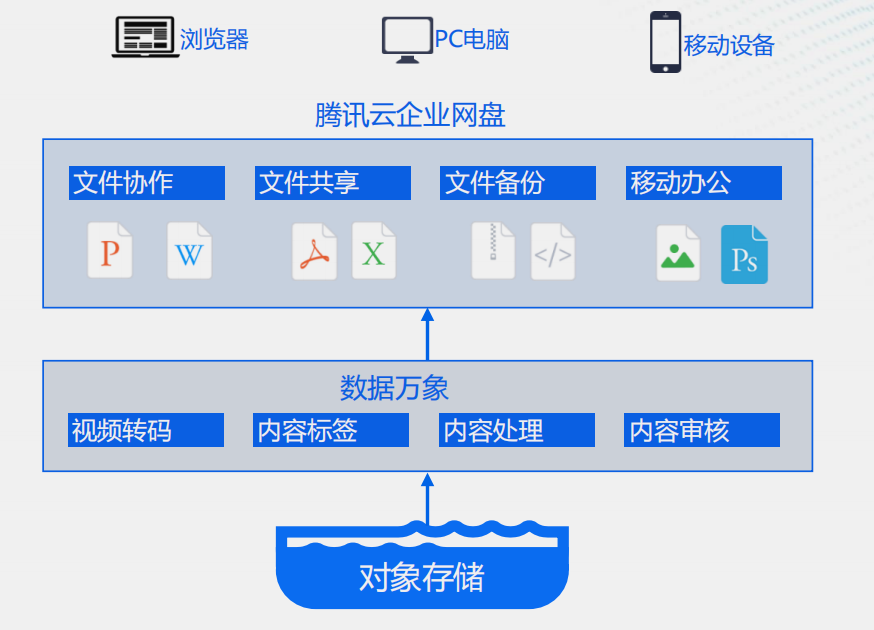 浏览器 PC电脑 移动设备
腾讯云企业网盘
文件协作 文件共享 文件备份 移动办公
P W X </> Ps
数据万象
视频转码 内容标签 内容处理 内容审核
对象存储